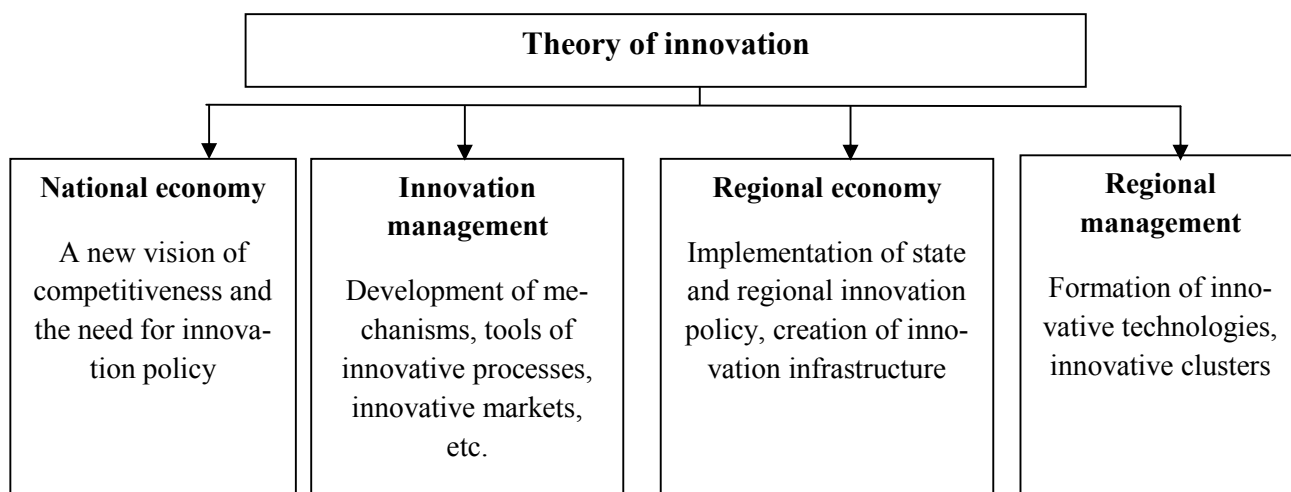 Theory of innovation
National economy
A new vision of
competitiveness and
the need for innova-
tion policy
Innovation
management
Development of me-
chanisms, tools of
innovative processes,
innovative markets,
etc.
Regional economy
Implementation of state
and regional innovation
policy, creation of inno-
vation infrastructure
Regional
management
Formation of inno-
vative technologies,
innovative clusters